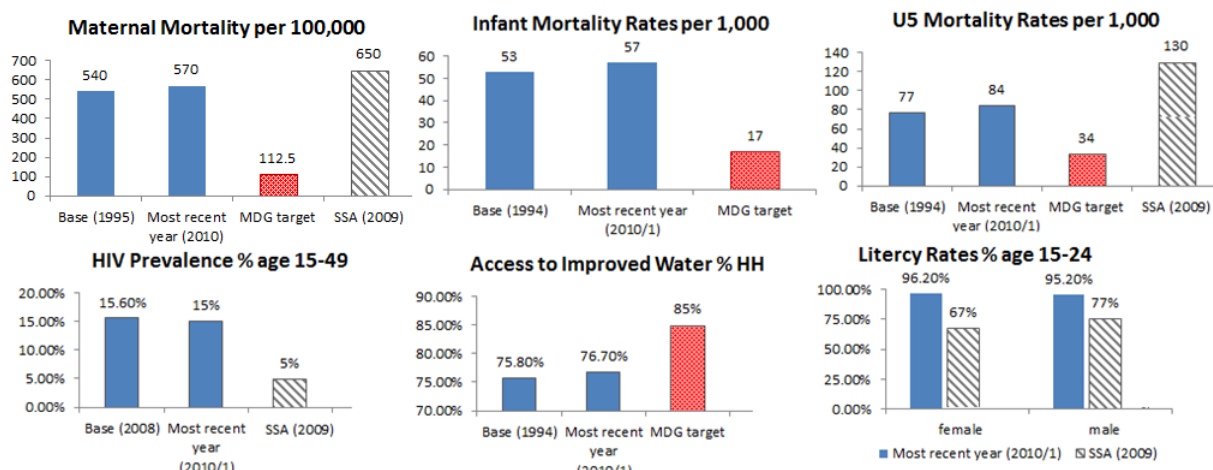 Maternal Mortality per 100,000
700
600
500
400
300
200
100
0
540
570
112.5
650
Base (1995)
Most recent
year (2010)
MDG target
SSA (2009)
Infant Mortality Rates per 1,000
60
50
40
30
20
10
0
53
57
17
Base (1994)
Most recent year
(2010/1)
MDG target
U5 Mortality Rates per 1,000
140
120
100
80
60
40
20
0
77
84
34
130
Base (1994)
Most recent
year (2010/1)
MDG target
SSA (2009)
HIV Prevalence % age 15-49
20.00%
15.00%
10.00%
5.00%
0.00%
15.60%
15%
5%
Base (2008)
Most recent
year
(2010/1)
SSA (2009)
Access to Improved Water % HH
90.00%
85.00%
80.00%
75.00%
70.00%
75.80%
76.70%
85%
Base (1994)
Most recent
year
(2010/1)
MDG target
Litercy Rates % age 15-24
100.00%
75.00%
50.00%
25.00%
0.00%
96.20%
67%
95.20%
77%
female
male
Most recent year (2010/1)
SSA (2009)